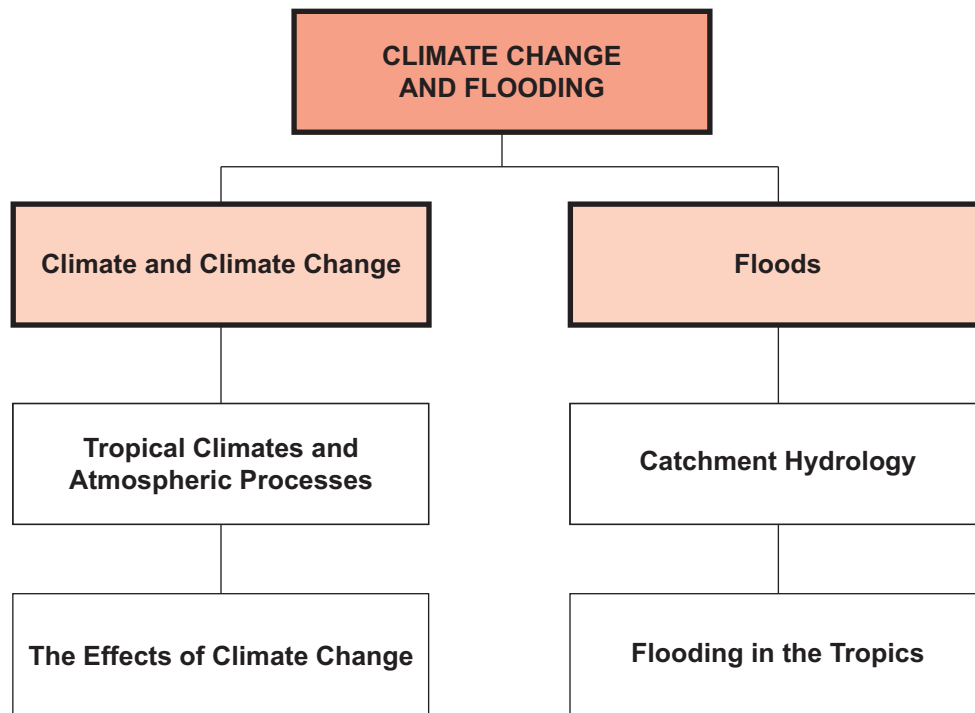 CLIMATE CHANGE
AND FLOODING
Climate and Climate Change
Floods
Tropical Climates and
Atmospheric Processes
Catchment Hydrology
The Effects of Climate Change
Flooding in the Tropics